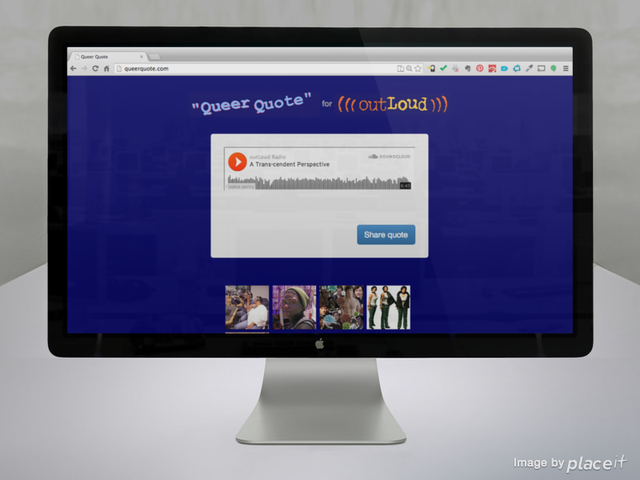 Queer Quote
queerquote.com
"Queer Quote" for (((outLoud)))
outLoud Radio
SOUNDCLOUD
A Trans-cendent Perspective
Share quote
Image by placeit